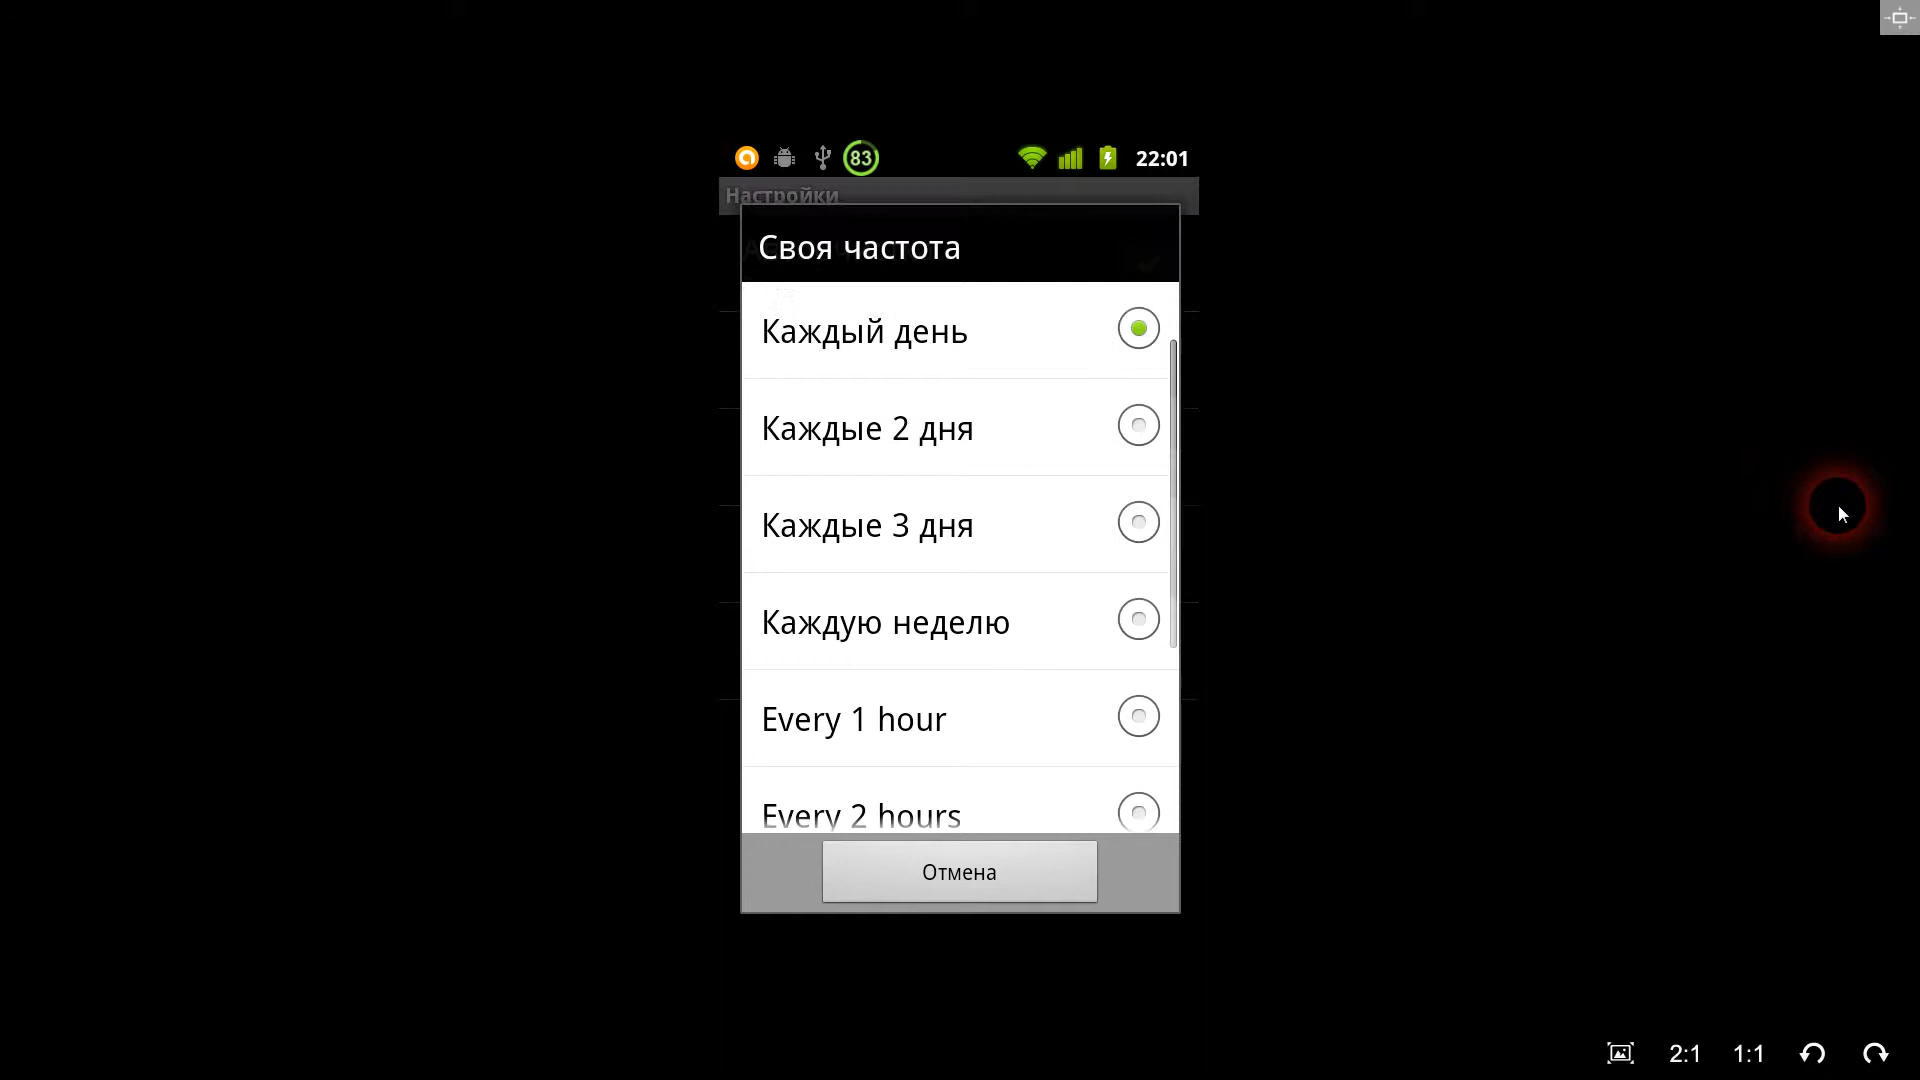 83
22:01
Настройки
Своя частота
Каждый день
Каждые 2 дня
Каждые 3 дня
Каждую неделю
Every 1 hour
Every 2 hours
Отмена
2:1 1:1